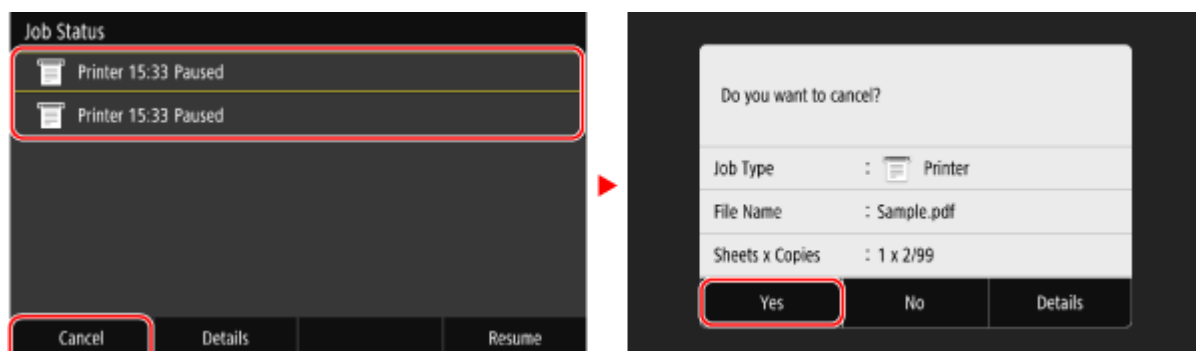 Job Status
Printer 15:33 Paused
Printer 15:33 Paused
Cancel Details Resume
Do you want to cancel?
Job Type : Printer
File Name : Sample.pdf
Sheets x Copies : 1 x 2/99
Yes No Details